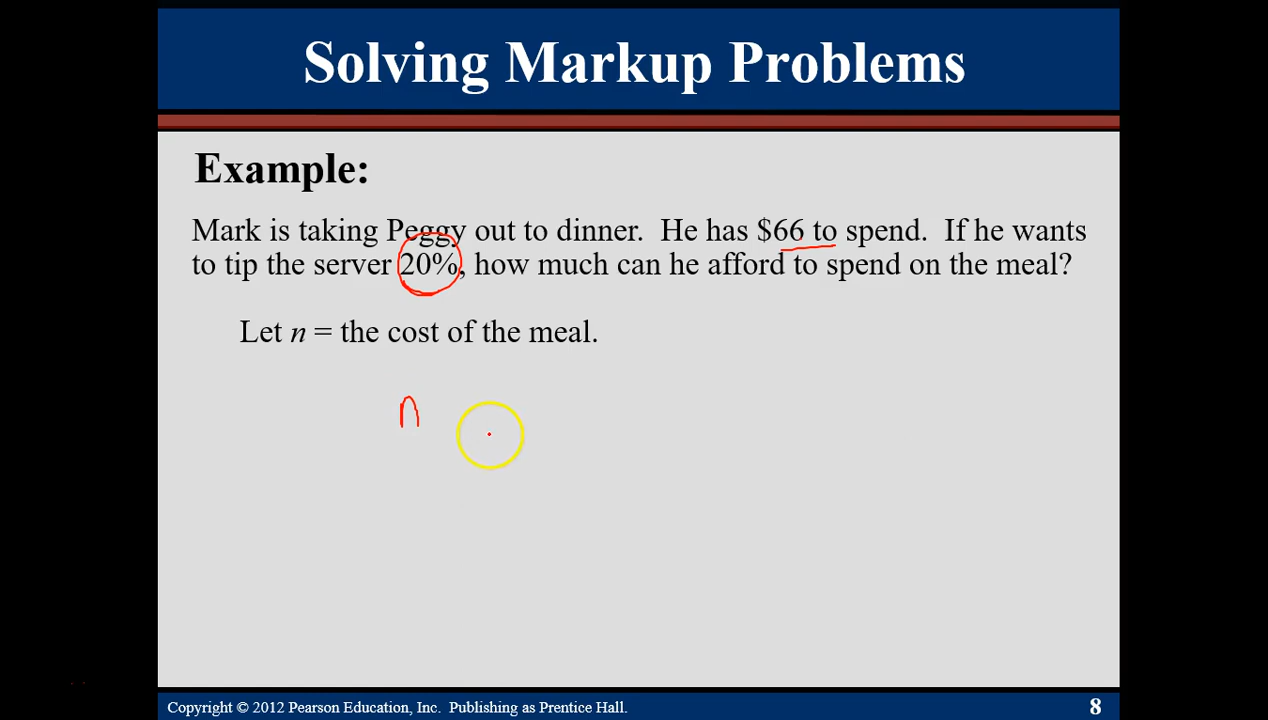 Solving Markup Problems
Example:
Mark is taking Peggy out to dinner.  He has $66 to spend.  If he wants
to tip the server 20%, how much can he afford to spend on the meal?
Let n = the cost of the meal.
n
Copyright © 2012 Pearson Education, Inc.  Publishing as Prentice Hall.
8